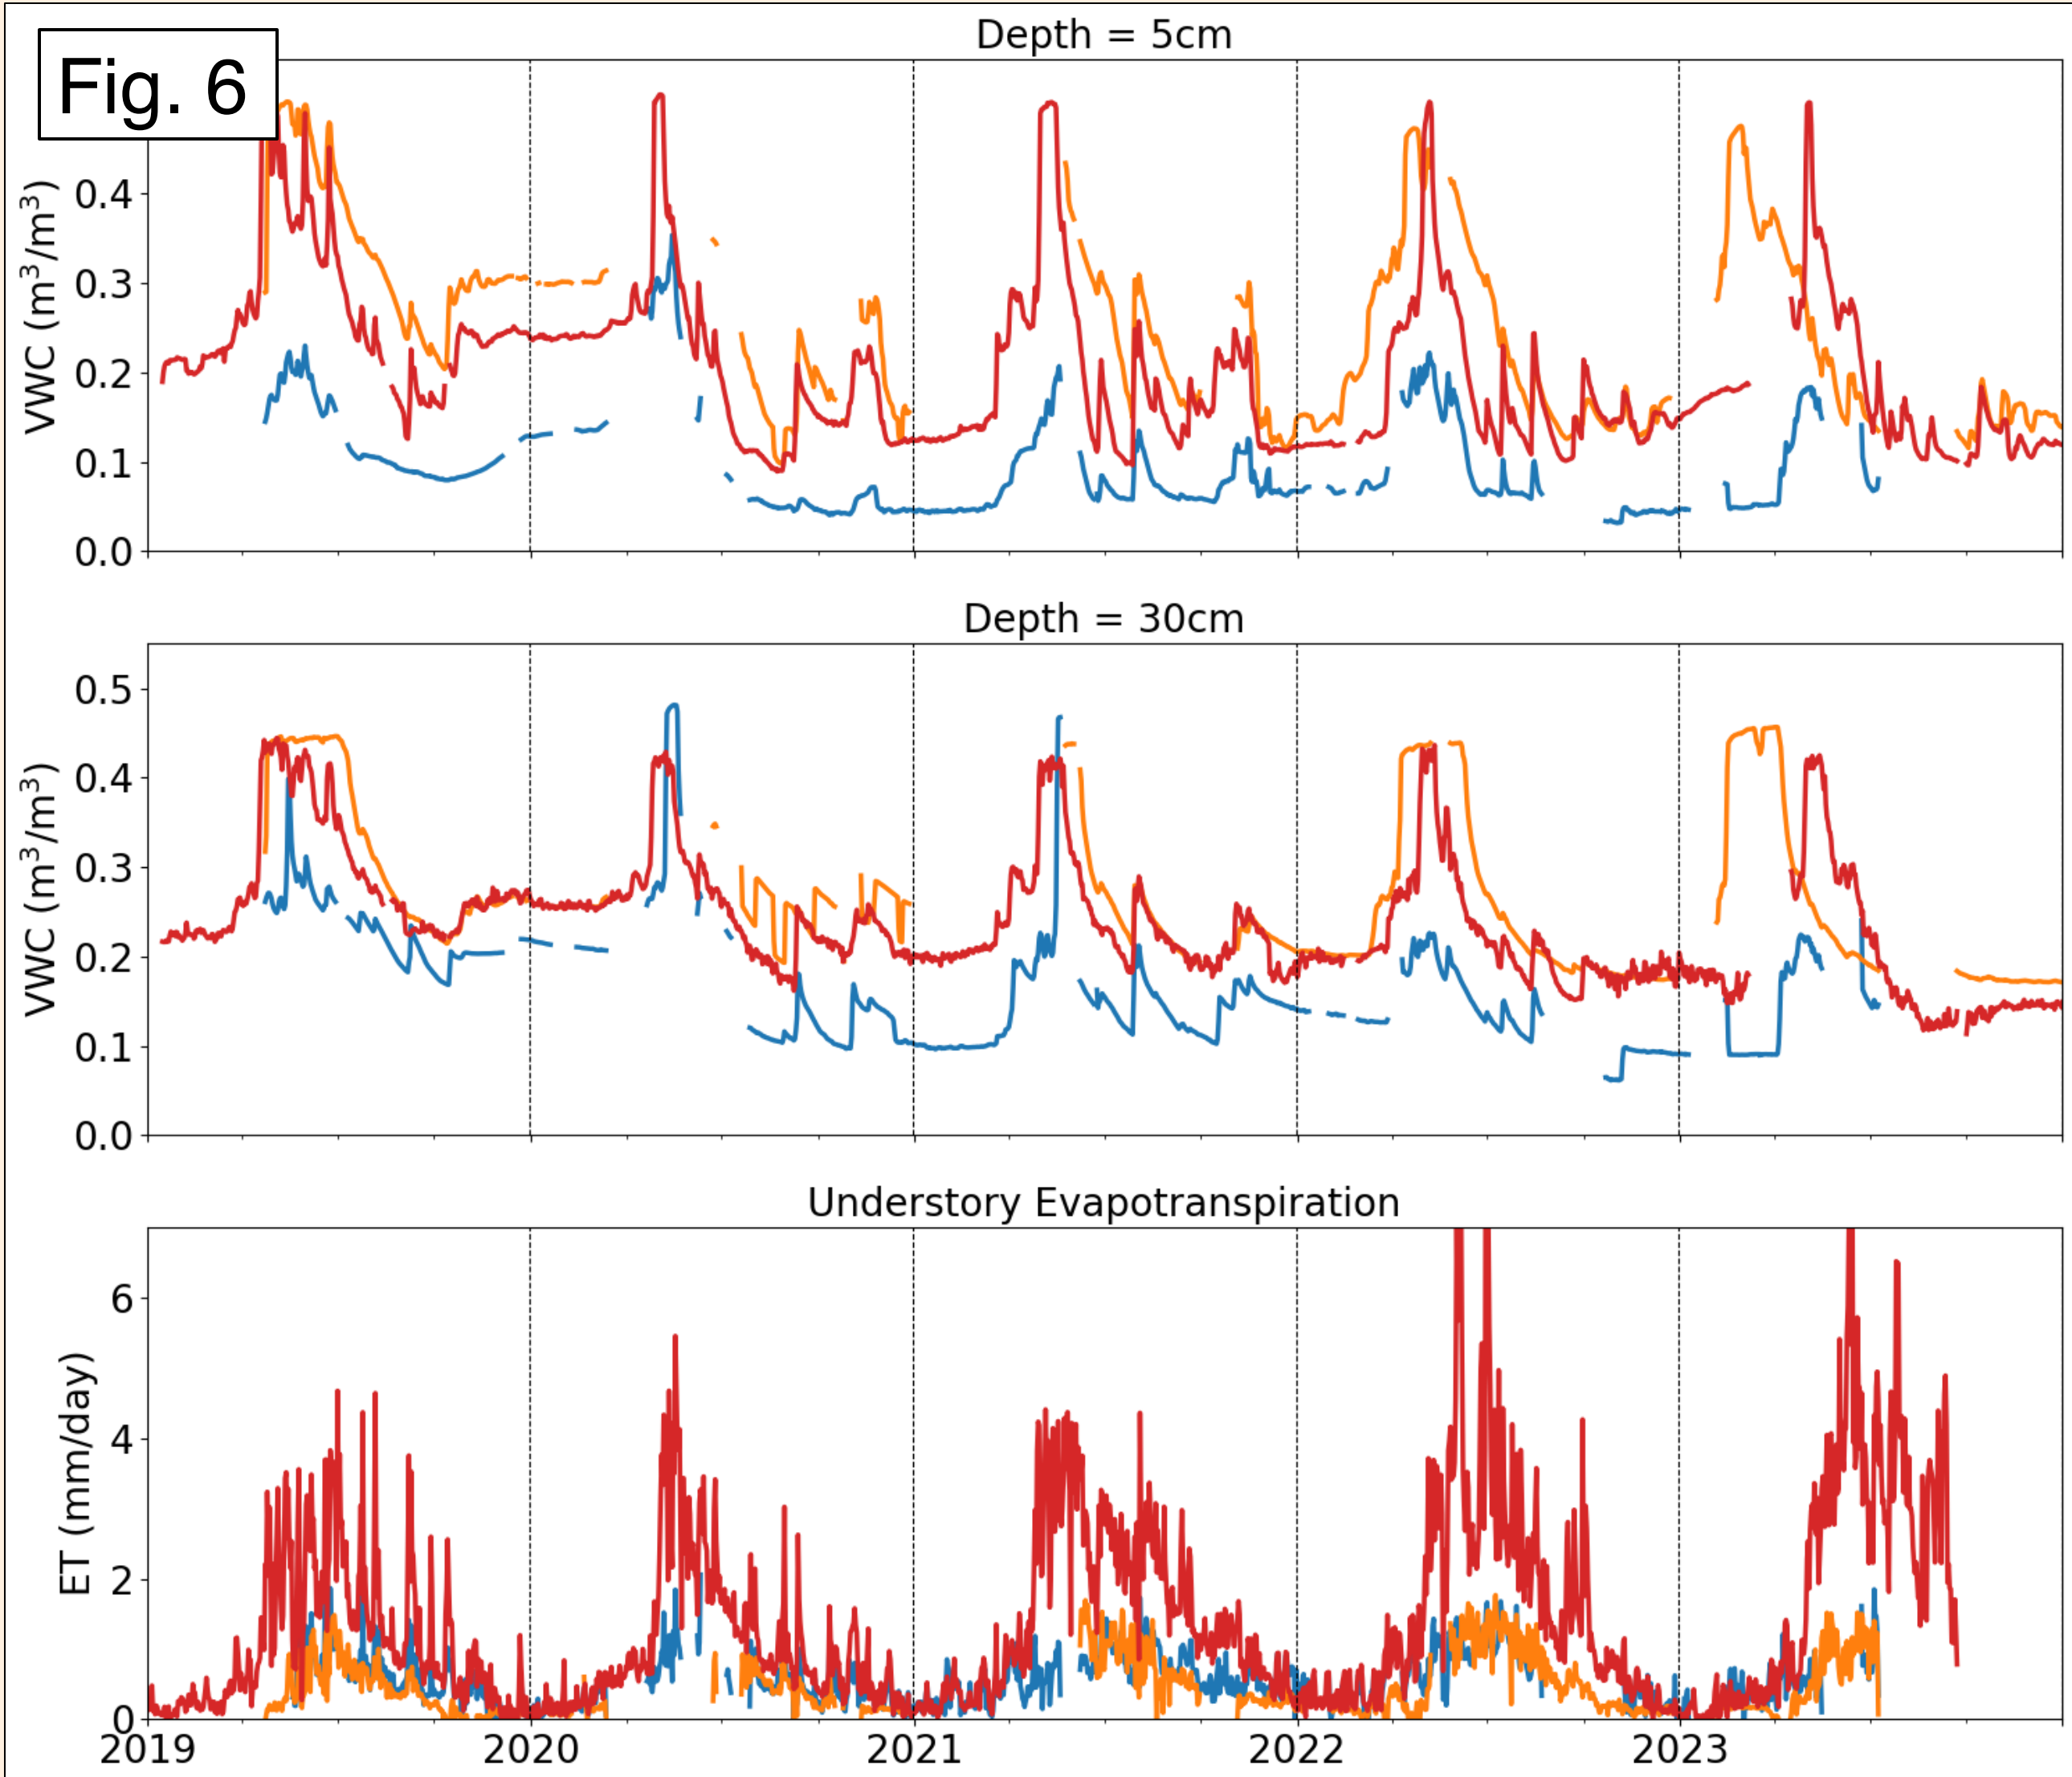 Depth = 5cm
Fig. 6
VWC (m³/m³)
0.4
0.3
0.2
0.1
0.0
Depth = 30cm
VWC (m³/m³)
0.5
0.4
0.3
0.2
0.1
0.0
Understory Evapotranspiration
ET (mm/day)
6
4
2
0
2019 2020 2021 2022 2023